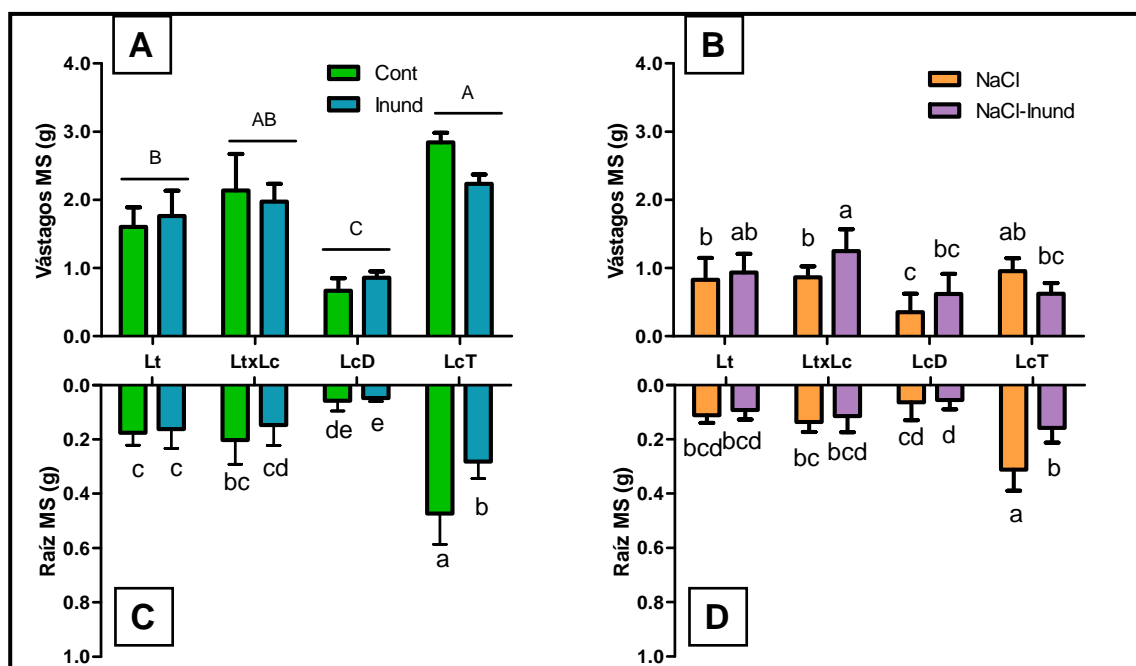 A
B
4.0
3.0
2.0
1.0
0.0
Vástagos MS (g)
Cont
Inund
B
AB
C
A
4.0
3.0
2.0
1.0
0.0
Vástagos MS (g)
NaCl
NaCl-Inund
b
ab
b
a
c
bc
ab
bc
Lt
LtxLc
LcD
LcT
Lt
LtxLc
LcD
LcT
0.0
0.2
0.4
0.6
0.8
1.0
Raíz MS (g)
c
c
bc
cd
de
e
a
b
C
0.0
0.2
0.4
0.6
0.8
1.0
Raíz MS (g)
bcd
bcd
bc
bcd
cd
d
a
b
D